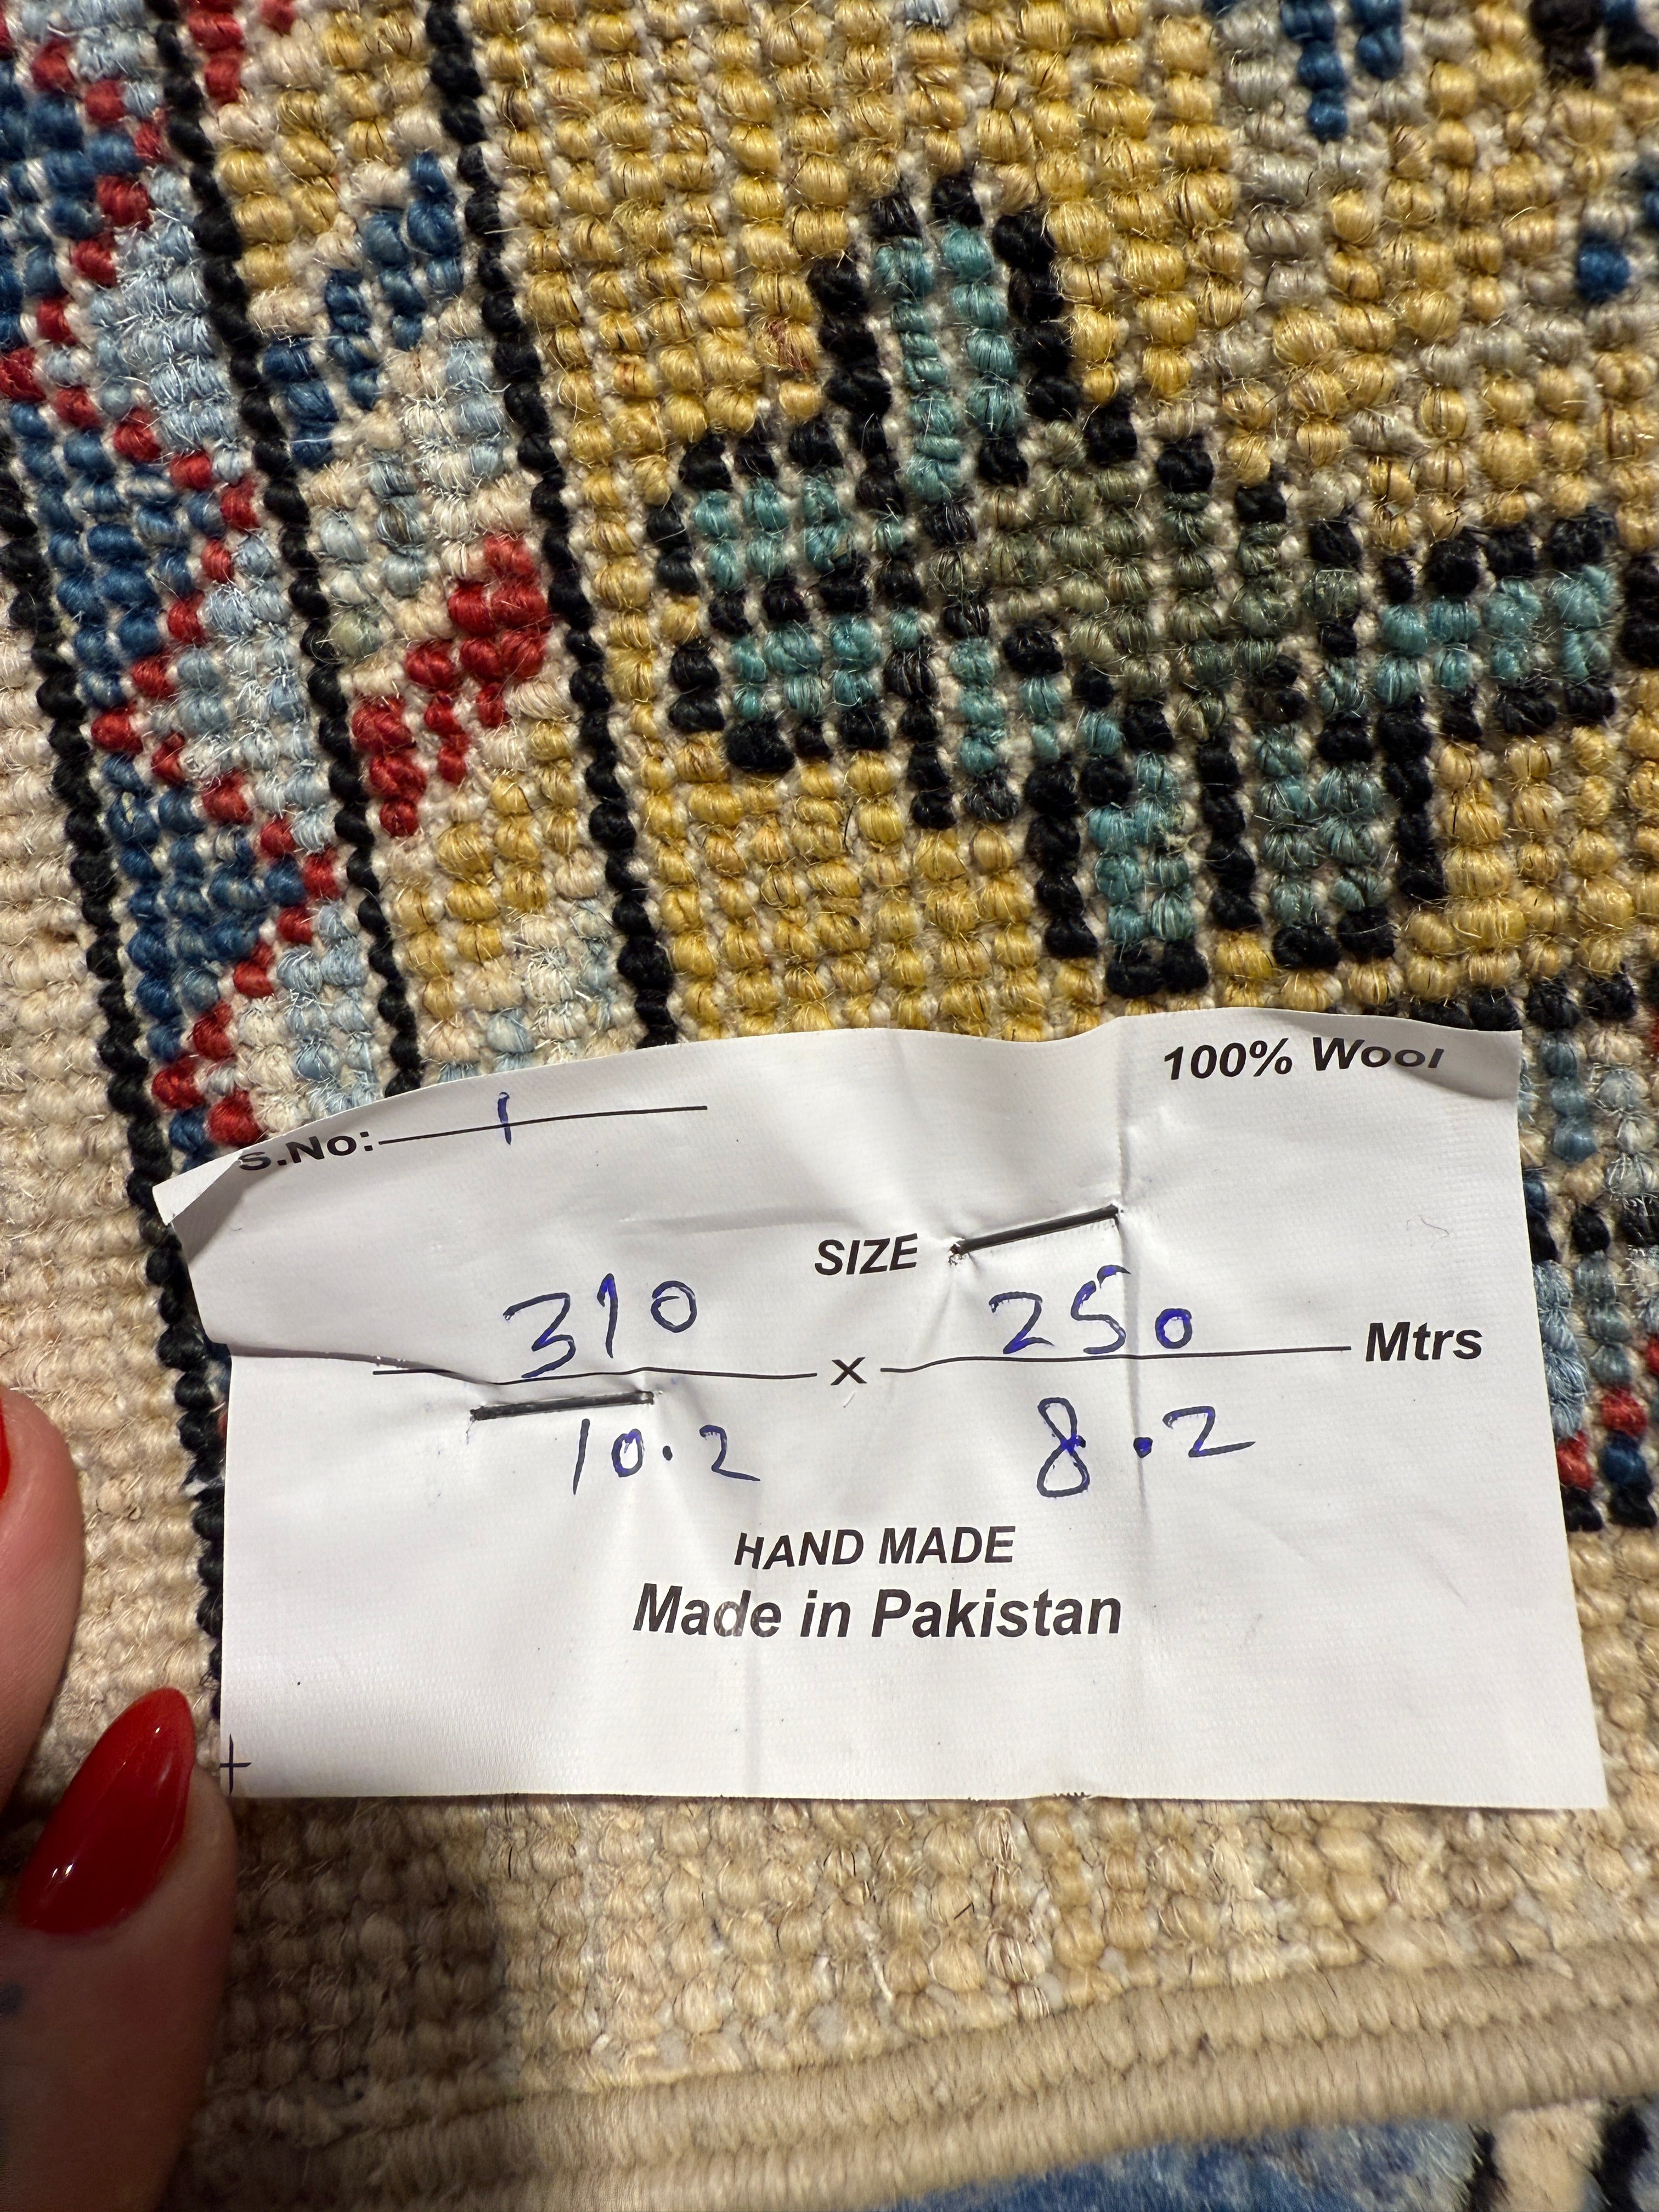 100% Wool
S.No: 1
SIZE
310 x 250 Mtrs
10.2 8.2
HAND MADE
Made in Pakistan